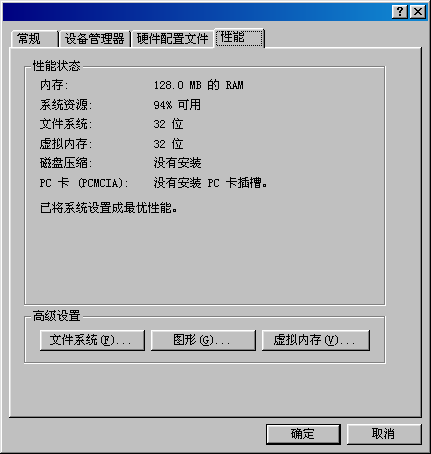 常规 设备管理器 硬件配置文件 性能
性能状态
内存: 128.0 MB 的 RAM
系统资源: 94% 可用
文件系统: 32 位
虚拟内存: 32 位
磁盘压缩: 没有安装
PC 卡 (PCMCIA): 没有安装 PC 卡插槽。
已将系统设置成最优性能。
高级设置
文件系统(F)... 图形(G)... 虚拟内存(V)...
确定 取消